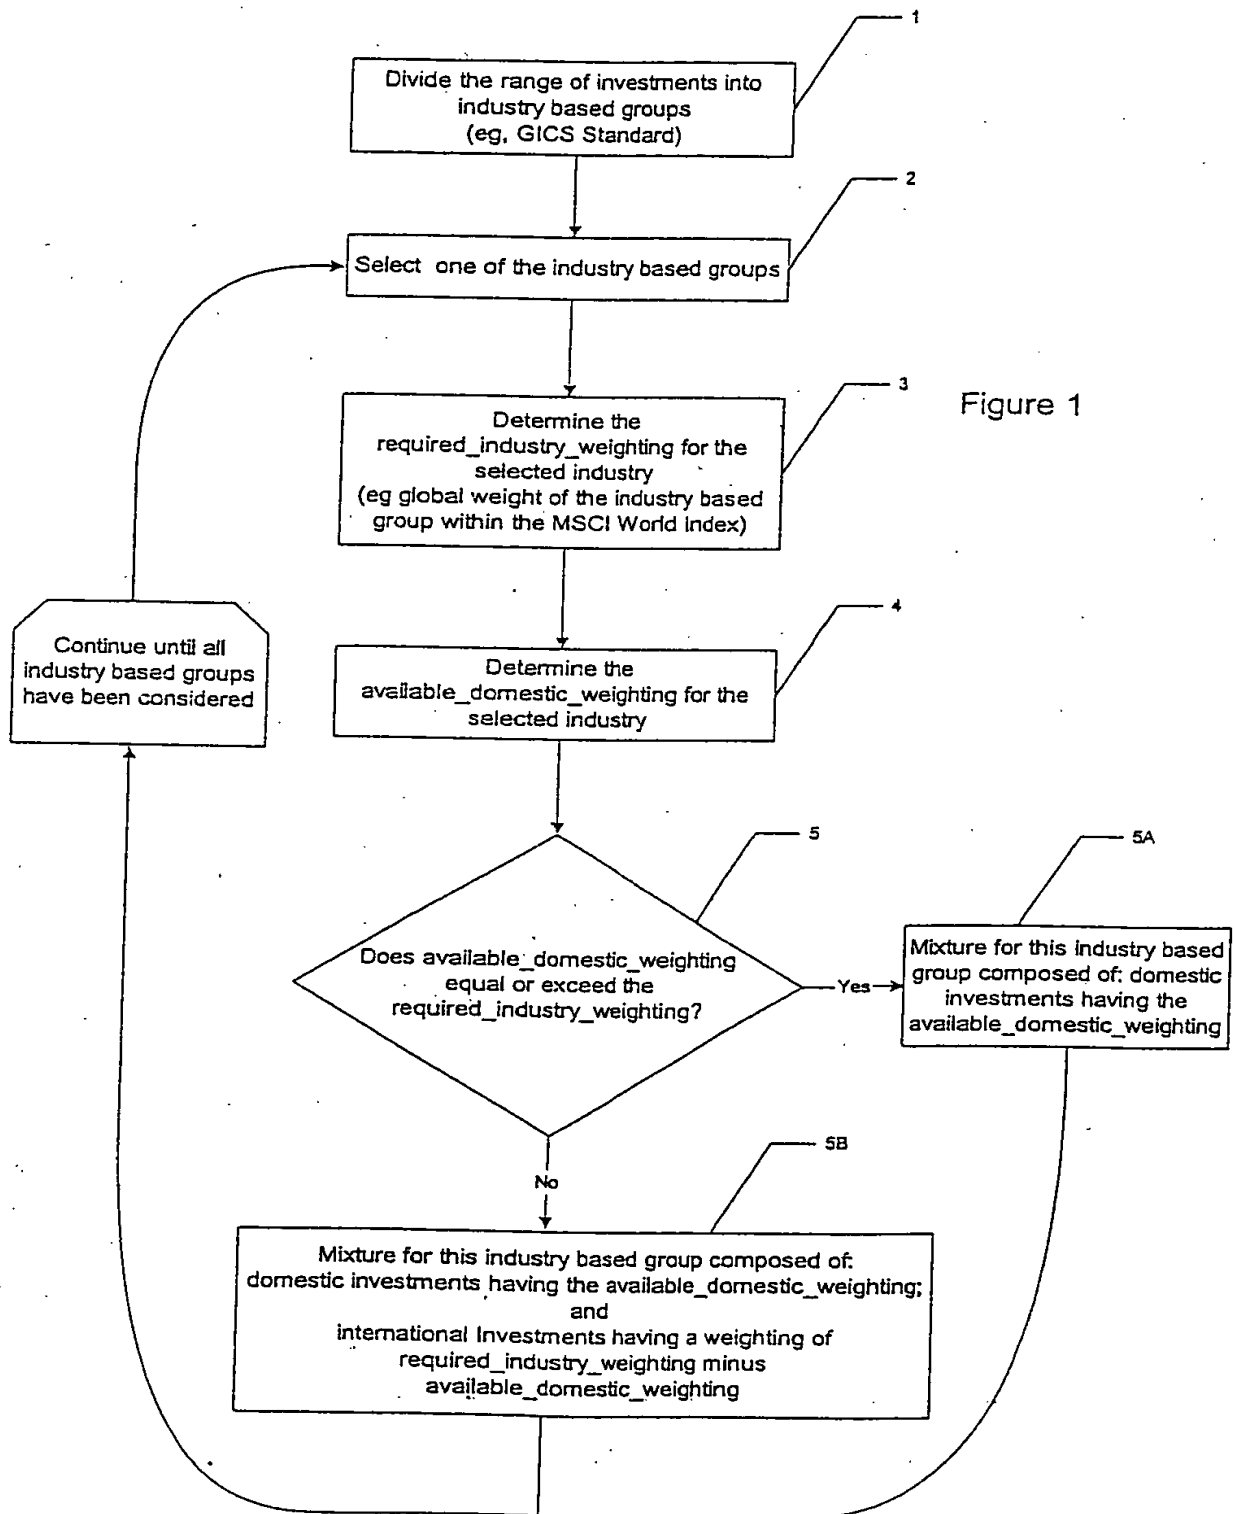 1
Divide the range of investments into
industry based groups
(eg, GICS Standard)
2
Select one of the industry based groups
3
Figure 1
Determine the
required_industry_weighting for the
selected industry
(eg global weight of the industry based
group within the MSCI World Index)
4
Continue until all
industry based groups
have been considered
Determine the
available_domestic_weighting for the
selected industry
5
5A
Does available_domestic_weighting
equal or exceed the
required_industry_weighting?
Yes
Mixture for this industry based
group composed of: domestic
investments having the
available_domestic_weighting
5B
No
Mixture for this industry based group composed of:
domestic investments having the available_domestic_weighting;
and
international Investments having a weighting of
required_industry_weighting minus
available_domestic_weighting